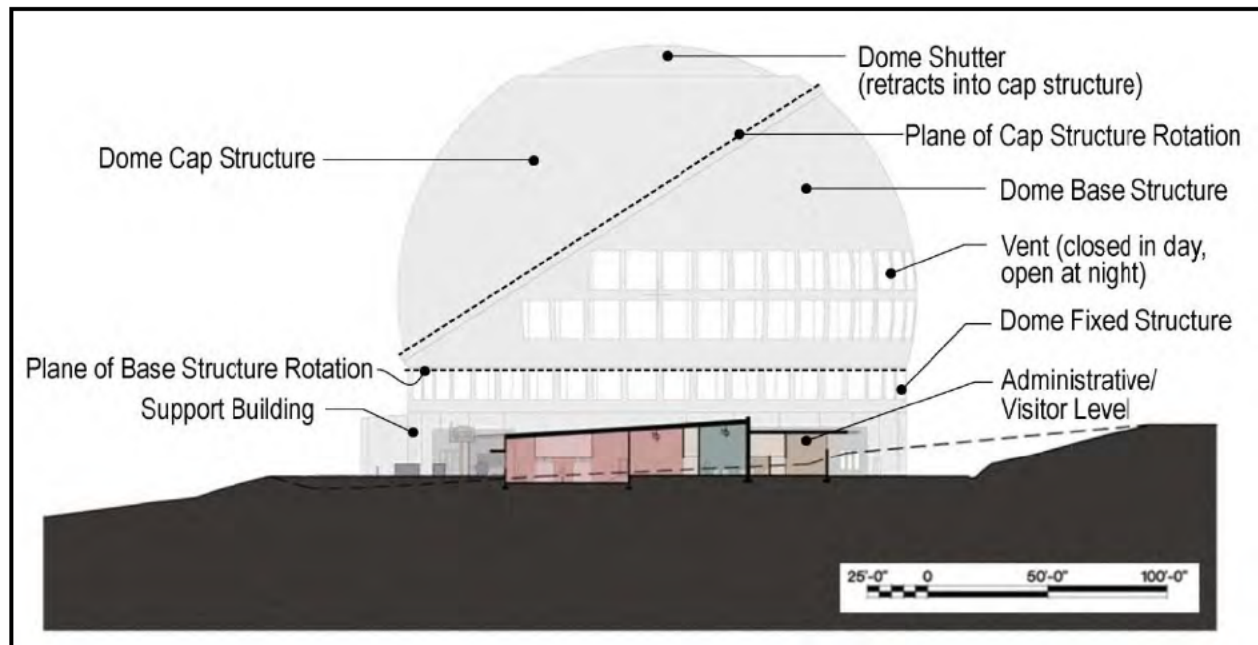 Dome Shutter
(retracts into cap structure)
Plane of Cap Structure Rotation
Dome Cap Structure
Dome Base Structure
Vent (closed in day,
open at night)
Dome Fixed Structure
Plane of Base Structure Rotation
Administrative/
Visitor Level
Support Building
25'-0" 0 50'-0" 100'-0"